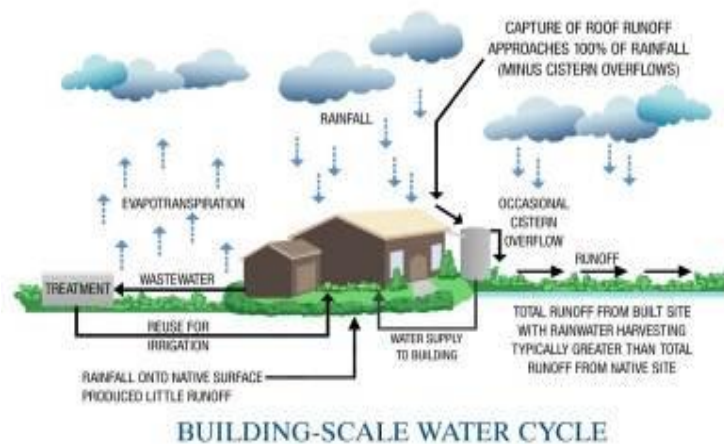 CAPTURE OF ROOF RUNOFF
APPROACHES 100% OF RAINFALL
(MINUS CISTERN OVERFLOWS)
RAINFALL
EVAPOTRANSPIRATION
OCCASIONAL
CISTERN
OVERFLOW
RUNOFF
WASTEWATER
TREATMENT
REUSE FOR
IRRIGATION
WATER SUPPLY
TO BUILDING
TOTAL RUNOFF FROM BUILT SITE
WITH RAINWATER HARVESTING
TYPICALLY GREATER THAN TOTAL
RUNOFF FROM NATIVE SITE
RAINFALL ONTO NATIVE SURFACE
PRODUCED LITTLE RUNOFF
BUILDING-SCALE WATER CYCLE